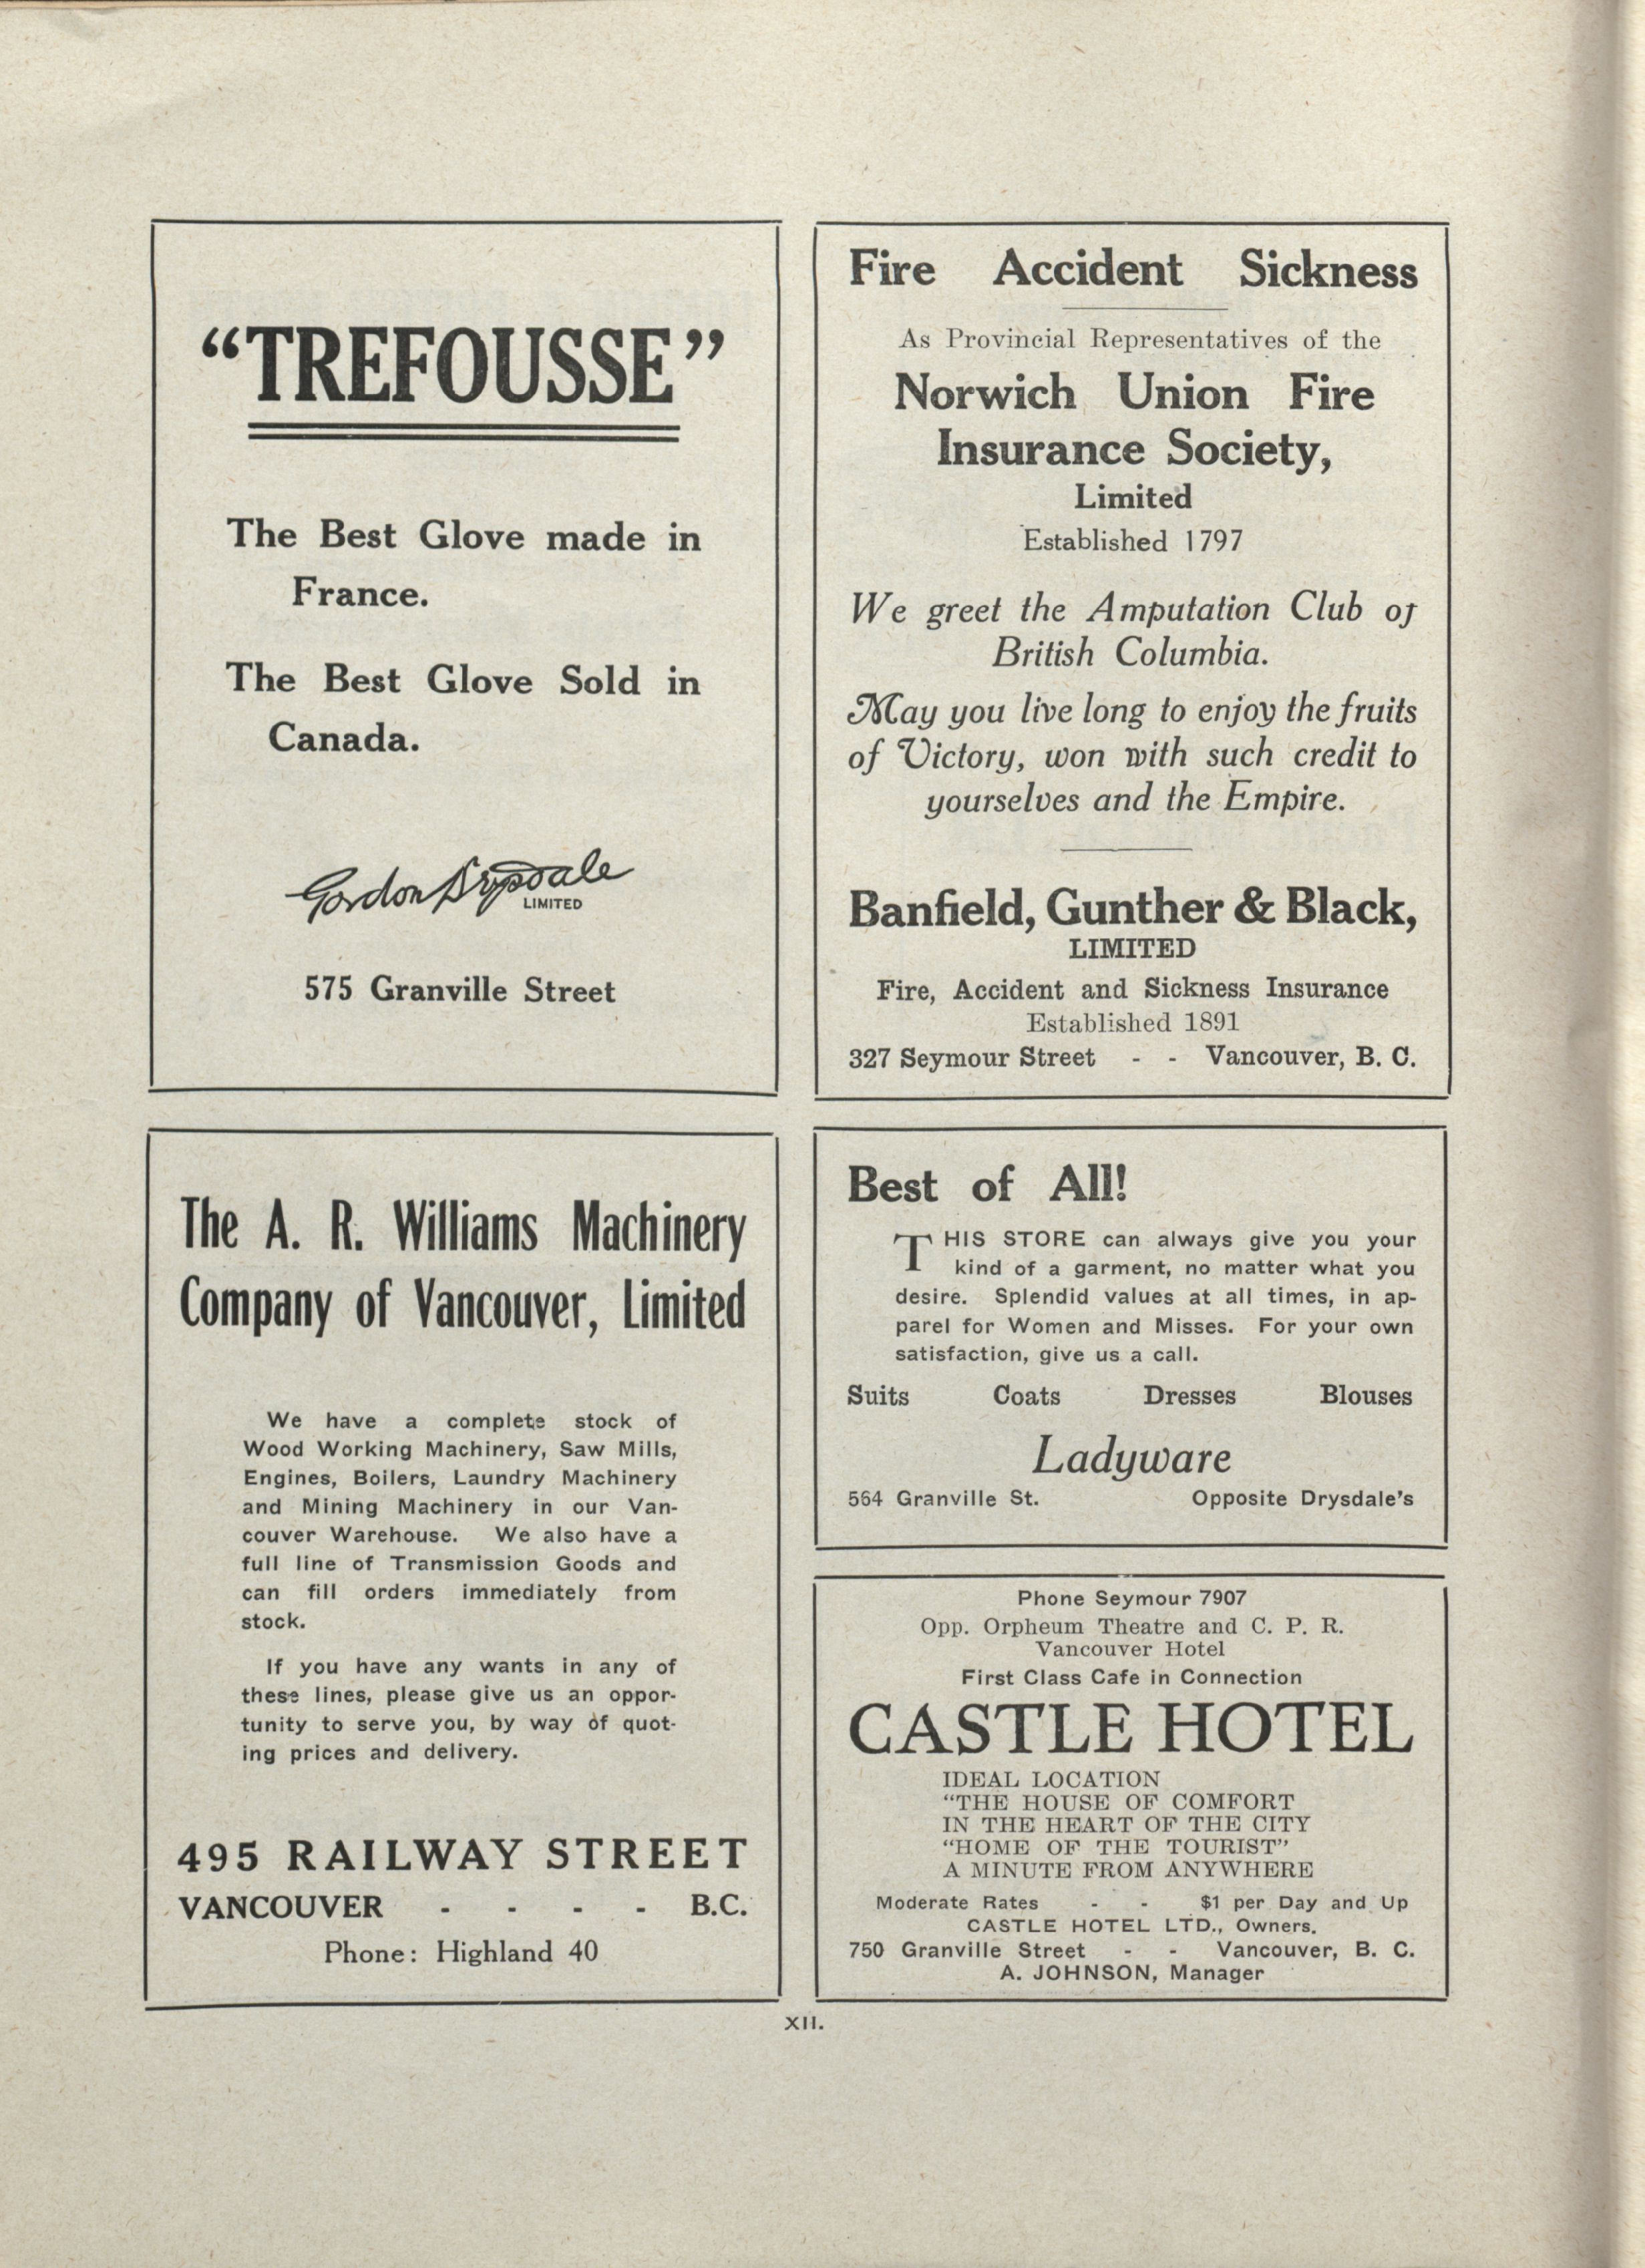 “TREFOUSSE”
The Best Glove made in
France.
The Best Glove Sold in
Canada.
Gordon Drysdale
LIMITED
575 Granville Street
Fire Accident Sickness
As Provincial Representatives of the
Norwich Union Fire
Insurance Society,
Limited
Established 1797
We greet the Amputation Club of
British Columbia.
May you live long to enjoy the fruits
of Victory, won with such credit to
yourselves and the Empire.
Banfield, Gunther & Black,
LIMITED
Fire, Accident and Sickness Insurance
Established 1891
327 Seymour Street - - Vancouver, B. C.
The A. R. Williams Machinery
Company of Vancouver, Limited
We have a complete stock of
Wood Working Machinery, Saw Mills,
Engines, Boilers, Laundry Machinery
and Mining Machinery in our Van-
couver Warehouse. We also have a
full line of Transmission Goods and
can fill orders immediately from
stock.
If you have any wants in any of
these lines, please give us an oppor-
tunity to serve you, by way of quot-
ing prices and delivery.
495 RAILWAY STREET
VANCOUVER - - - - B.C.
Phone: Highland 40
Best of All!
THIS STORE can always give you your
kind of a garment, no matter what you
desire. Splendid values at all times, in ap-
parel for Women and Misses. For your own
satisfaction, give us a call.
Suits Coats Dresses Blouses
Ladyware
564 Granville St. Opposite Drysdale's
Phone Seymour 7907
Opp. Orpheum Theatre and C. P. R.
Vancouver Hotel
First Class Cafe in Connection
CASTLE HOTEL
IDEAL LOCATION
“THE HOUSE OF COMFORT
IN THE HEART OF THE CITY
“HOME OF THE TOURIST”
A MINUTE FROM ANYWHERE
Moderate Rates - - $1 per Day and Up
CASTLE HOTEL LTD., Owners.
750 Granville Street - - Vancouver, B. C.
A. JOHNSON, Manager
XII.